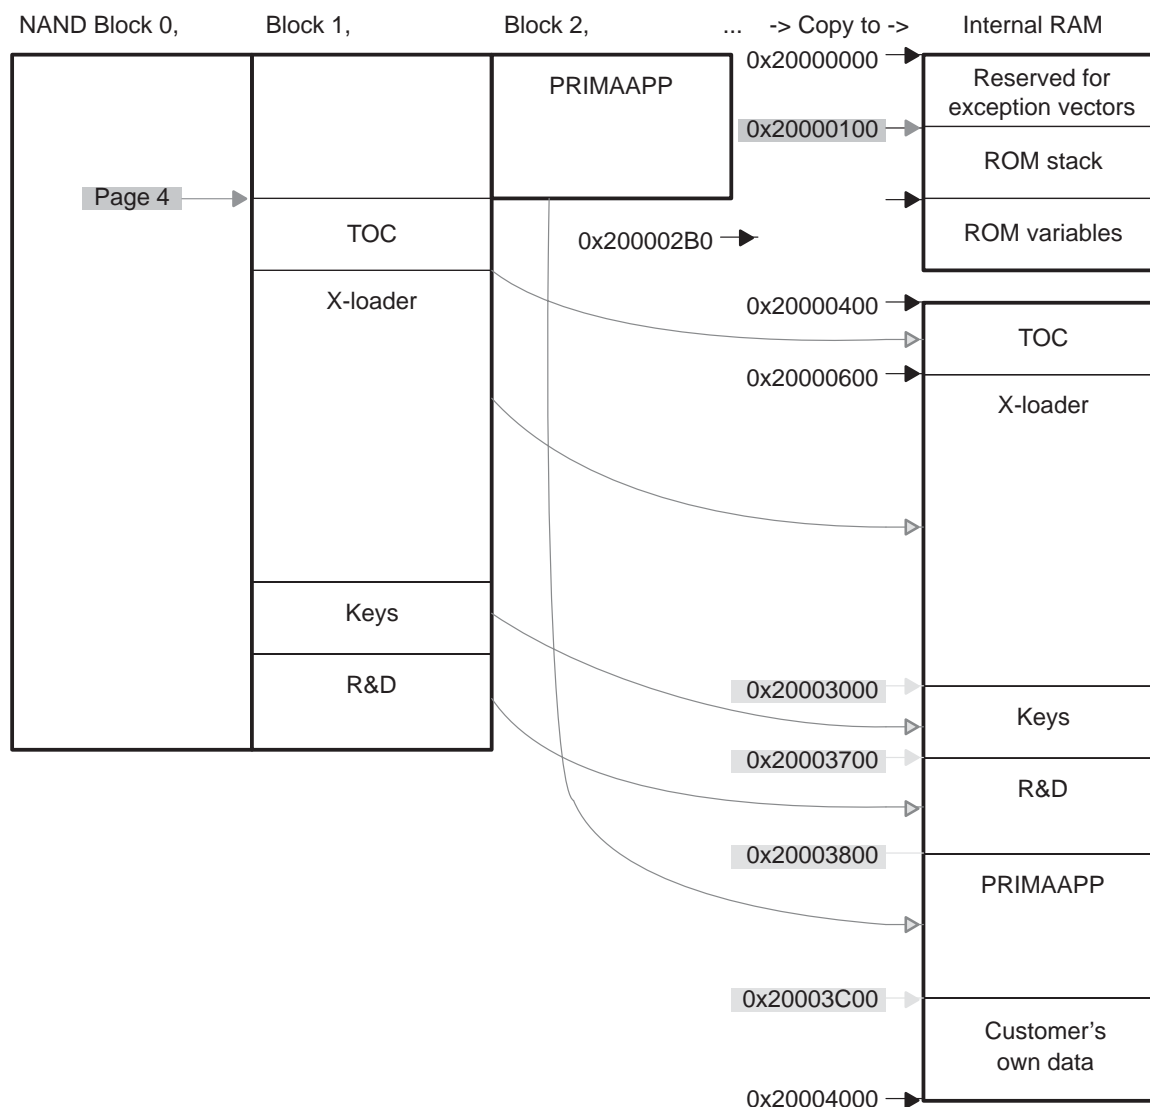 NAND Block 0, Block 1, Block 2, ... -> Copy to -> Internal RAM
0x20000000
PRIMAAPP
Reserved for
exception vectors
0x20000100
ROM stack
Page 4
TOC
0x200002B0
ROM variables
X-loader
0x20000400
TOC
0x20000600
X-loader
Keys
R&D
0x20003000
Keys
0x20003700
R&D
0x20003800
PRIMAAPP
0x20003C00
Customer's
own data
0x20004000